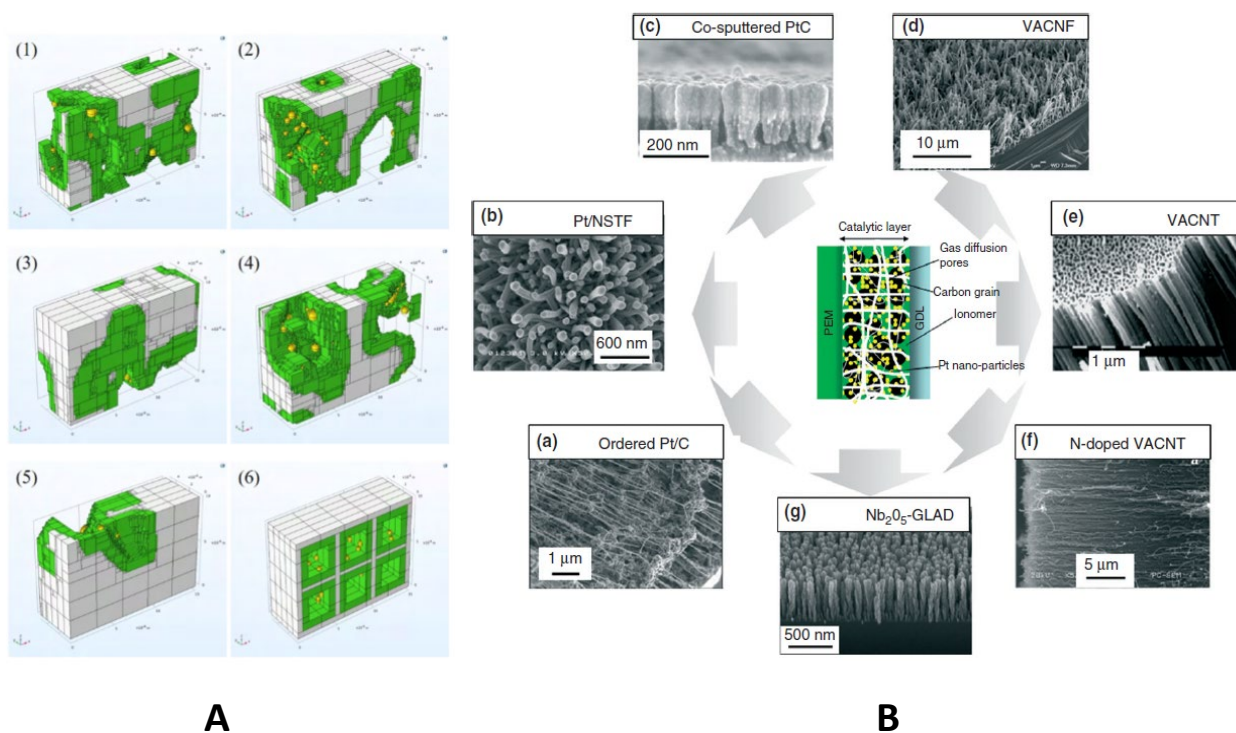 (1)
(2)
(3)
(4)
(5)
(6)
A
(c)
Co-sputtered PtC
200 nm
(d)
VACNF
10 μm
(b)
Pt/NSTF
600 nm
Catalytic layer
Gas diffusion
pores
Carbon grain
Ionomer
Pt nano-particles
PEM
GDL
(e)
VACNT
1 μm
(a)
Ordered Pt/C
1 μm
(g)
Nb₂0₅-GLAD
500 nm
(f)
N-doped VACNT
5 μm
B